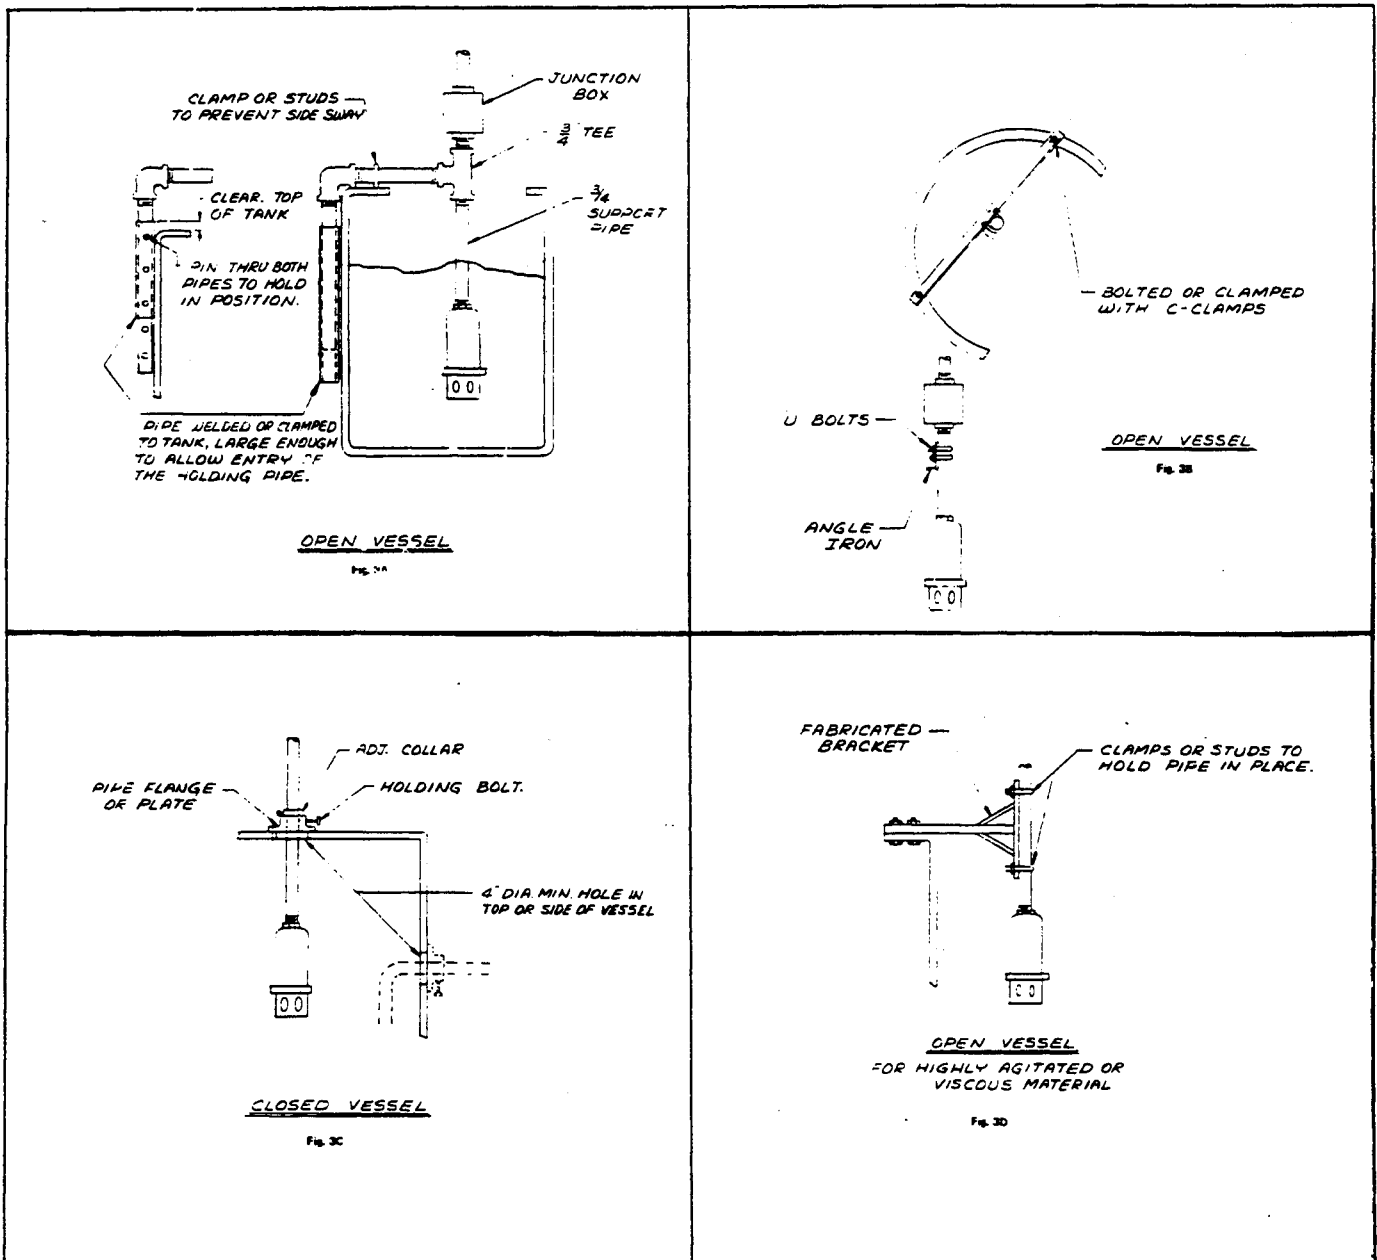 CLAMP OR STUDS
TO PREVENT SIDE SWAY
JUNCTION
BOX
3/4 TEE
CLEAR. TOP
OF TANK
3/4
PIPE
PIN THRU BOTH
PIPES TO HOLD
IN POSITION.
PIPE WELDED OR CLAMPED
TO TANK, LARGE ENOUGH
TO ALLOW ENTRY OF
THE HOLDING PIPE.
OPEN VESSEL
Fig.
BOLTED OR CLAMPED
WITH C-CLAMPS
U BOLTS
ANGLE
IRON
OPEN VESSEL
Fig. 3B
ADJ. COLLAR
PIPE FLANGE
OR PLATE
HOLDING BOLT.
4" DIA. MIN. HOLE IN
TOP OR SIDE OF VESSEL
CLOSED VESSEL
Fig. 3C
FABRICATED
BRACKET
CLAMPS OR STUDS TO
HOLD PIPE IN PLACE.
OPEN VESSEL
FOR HIGHLY AGITATED OR
VISCOUS MATERIAL
Fig. 3D